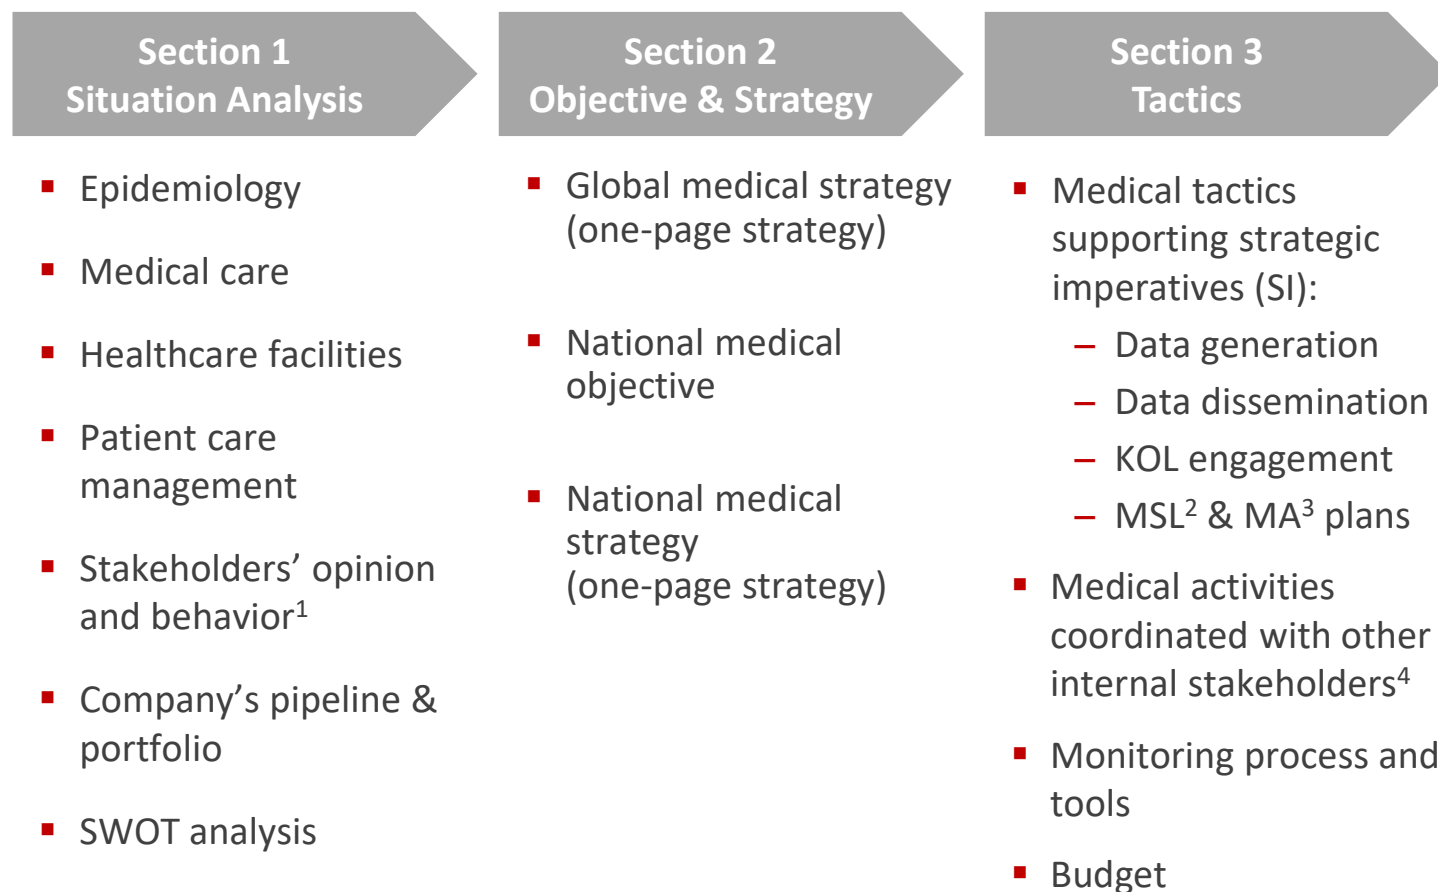 Section 1
Situation Analysis
▪ Epidemiology
▪ Medical care
▪ Healthcare facilities
▪ Patient care
management
▪ Stakeholders’ opinion
and behavior¹
▪ Company’s pipeline &
portfolio
▪ SWOT analysis
Section 2
Objective & Strategy
▪ Global medical strategy
(one-page strategy)
▪ National medical
objective
▪ National medical
strategy
(one-page strategy)
Section 3
Tactics
▪ Medical tactics
supporting strategic
imperatives (SI):
– Data generation
– Data dissemination
– KOL engagement
– MSL² & MA³ plans
▪ Medical activities
coordinated with other
internal stakeholders⁴
▪ Monitoring process and
tools
▪ Budget